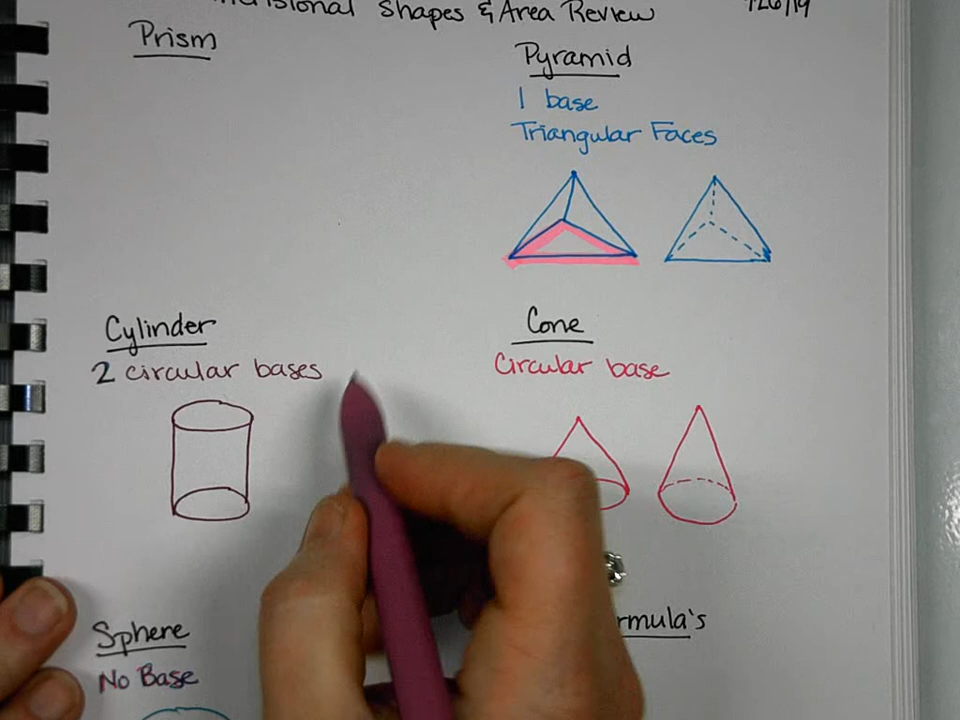 Shapes & Area Review
Prism
Pyramid
1 base
Triangular Faces
Cylinder
2 circular bases
Cone
Circular base
Sphere
No Base